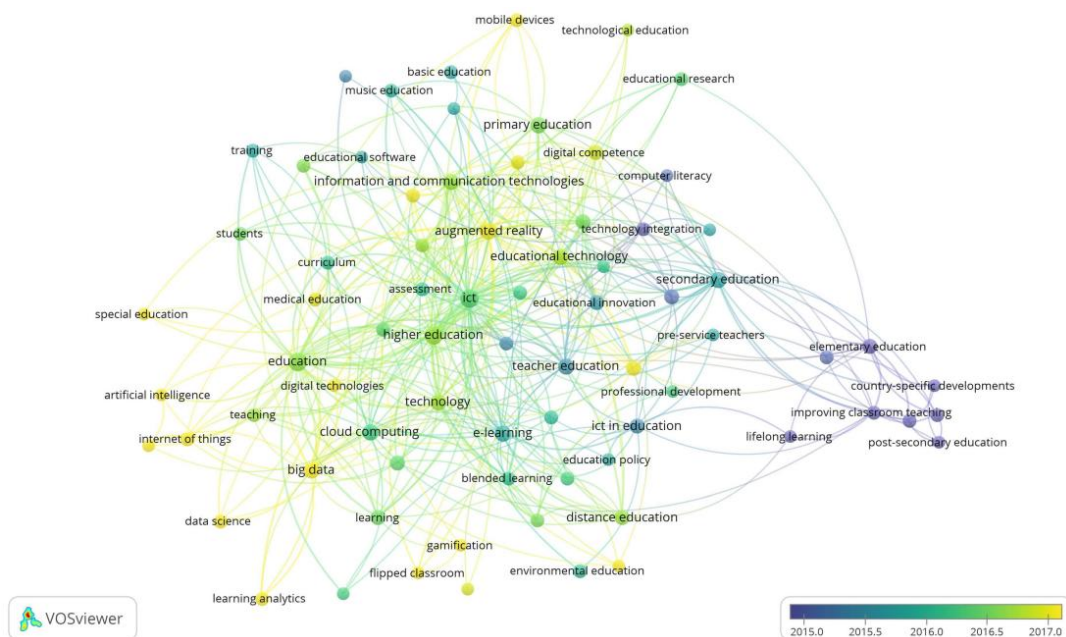 mobile devices
technological education
basic education
educational research
music education
primary education
training
educational software
digital competence
information and communication technologies
computer literacy
students
augmented reality
technology integration
curriculum
educational technology
secondary education
assessment
medical education
ict
educational innovation
special education
higher education
pre-service teachers
elementary education
education
teacher education
digital technologies
country-specific developments
artificial intelligence
professional development
technology
teaching
improving classroom teaching
cloud computing
e-learning
ict in education
internet of things
lifelong learning
post-secondary education
education policy
big data
blended learning
data science
learning
distance education
gamification
flipped classroom
environmental education
learning analytics
VOSviewer
2015.0 2015.5 2016.0 2016.5 2017.0